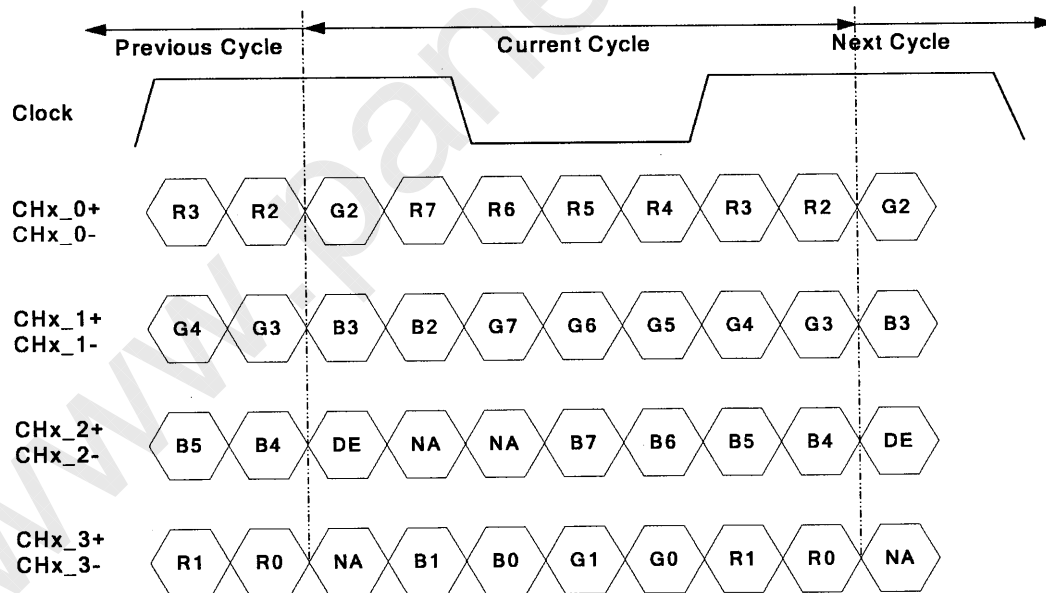 Previous Cycle Current Cycle Next Cycle
Clock
CHx_0+
CHx_0-
R3 R2 G2 R7 R6 R5 R4 R3 R2 G2
CHx_1+
CHx_1-
G4 G3 B3 B2 G7 G6 G5 G4 G3 B3
CHx_2+
CHx_2-
B5 B4 DE NA NA B7 B6 B5 B4 DE
CHx_3+
CHx_3-
R1 R0 NA B1 B0 G1 G0 R1 R0 NA
www.pane